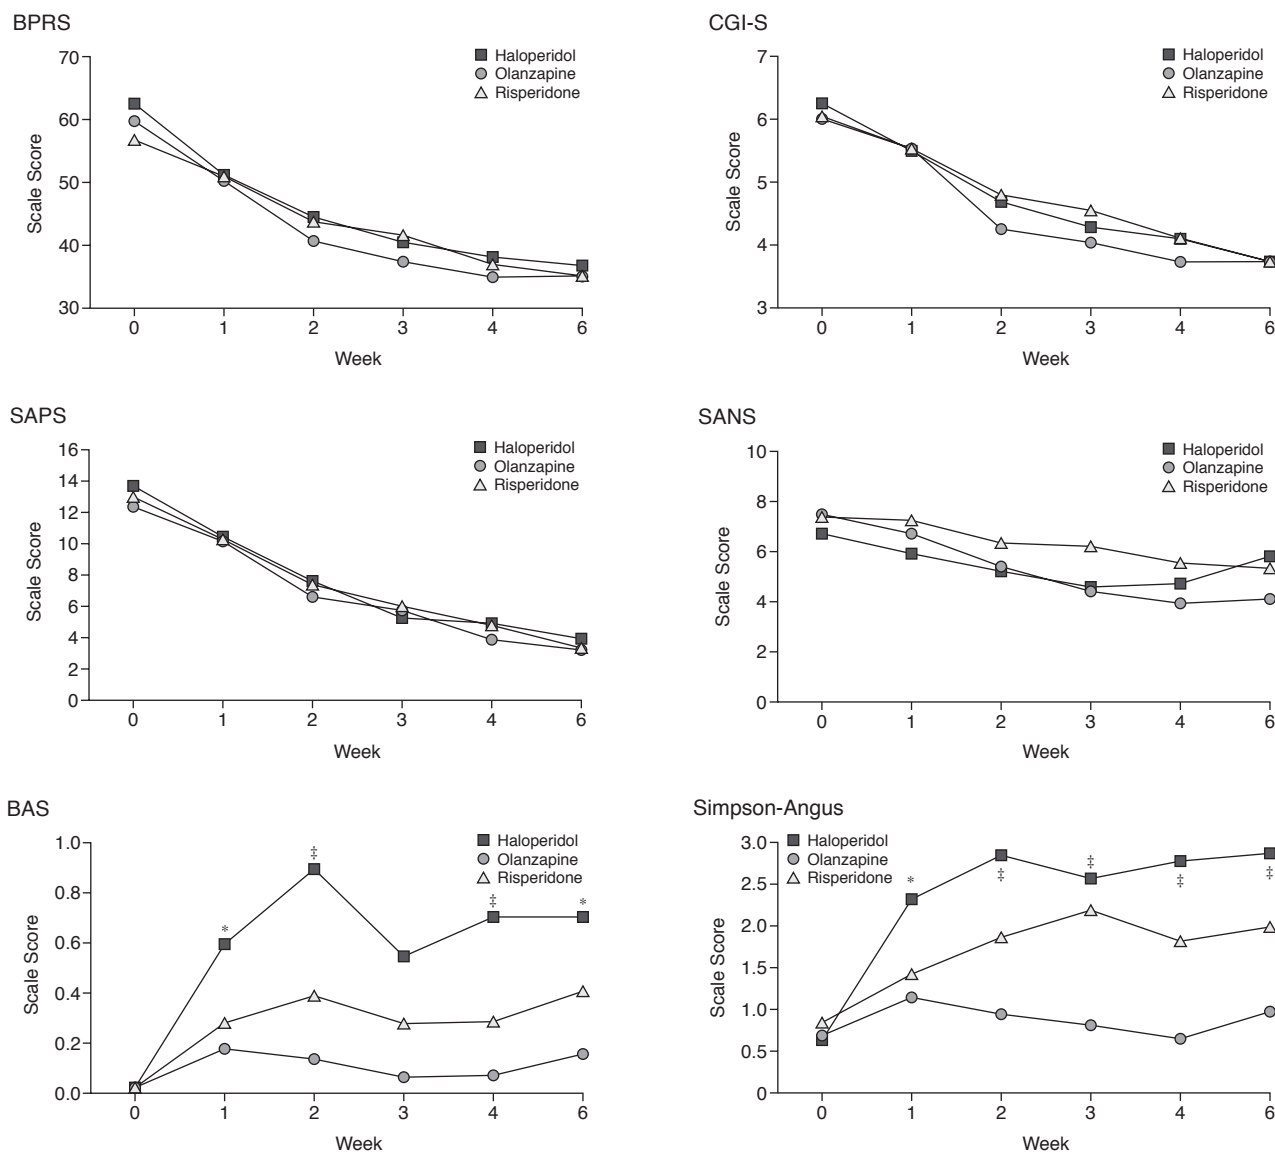 BPRS
Haloperidol
Olanzapine
Risperidone
70
60
50
40
30
Scale Score
0 1 2 3 4 6
Week
CGI-S
Haloperidol
Olanzapine
Risperidone
7
6
5
4
3
Scale Score
0 1 2 3 4 6
Week
SAPS
Haloperidol
Olanzapine
Risperidone
16
14
12
10
8
6
4
2
0
Scale Score
0 1 2 3 4 6
Week
SANS
Haloperidol
Olanzapine
Risperidone
10
8
6
4
2
0
Scale Score
0 1 2 3 4 6
Week
BAS
Haloperidol
Olanzapine
Risperidone
1.0
0.8
0.6
0.4
0.2
0.0
Scale Score
* ‡ ‡ *
0 1 2 3 4 6
Week
Simpson-Angus
Haloperidol
Olanzapine
Risperidone
3.0
2.5
2.0
1.5
1.0
0.5
0
Scale Score
* ‡ ‡ ‡ ‡
0 1 2 3 4 6
Week